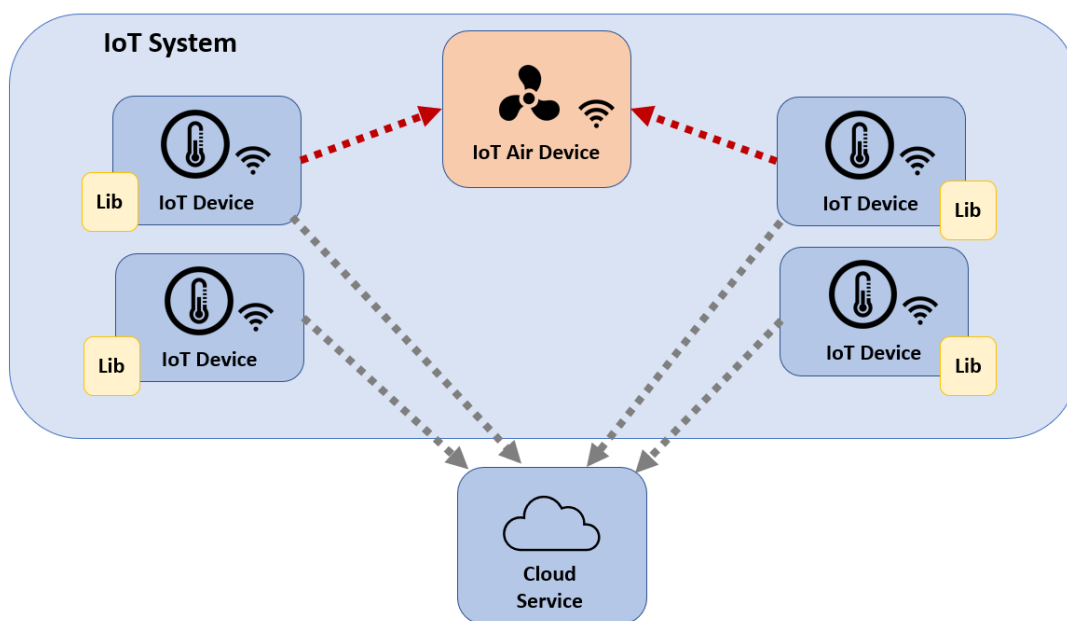 IoT System
IoT Air Device
Lib
IoT Device
IoT Device
Lib
Lib
IoT Device
IoT Device
Lib
Cloud
Service